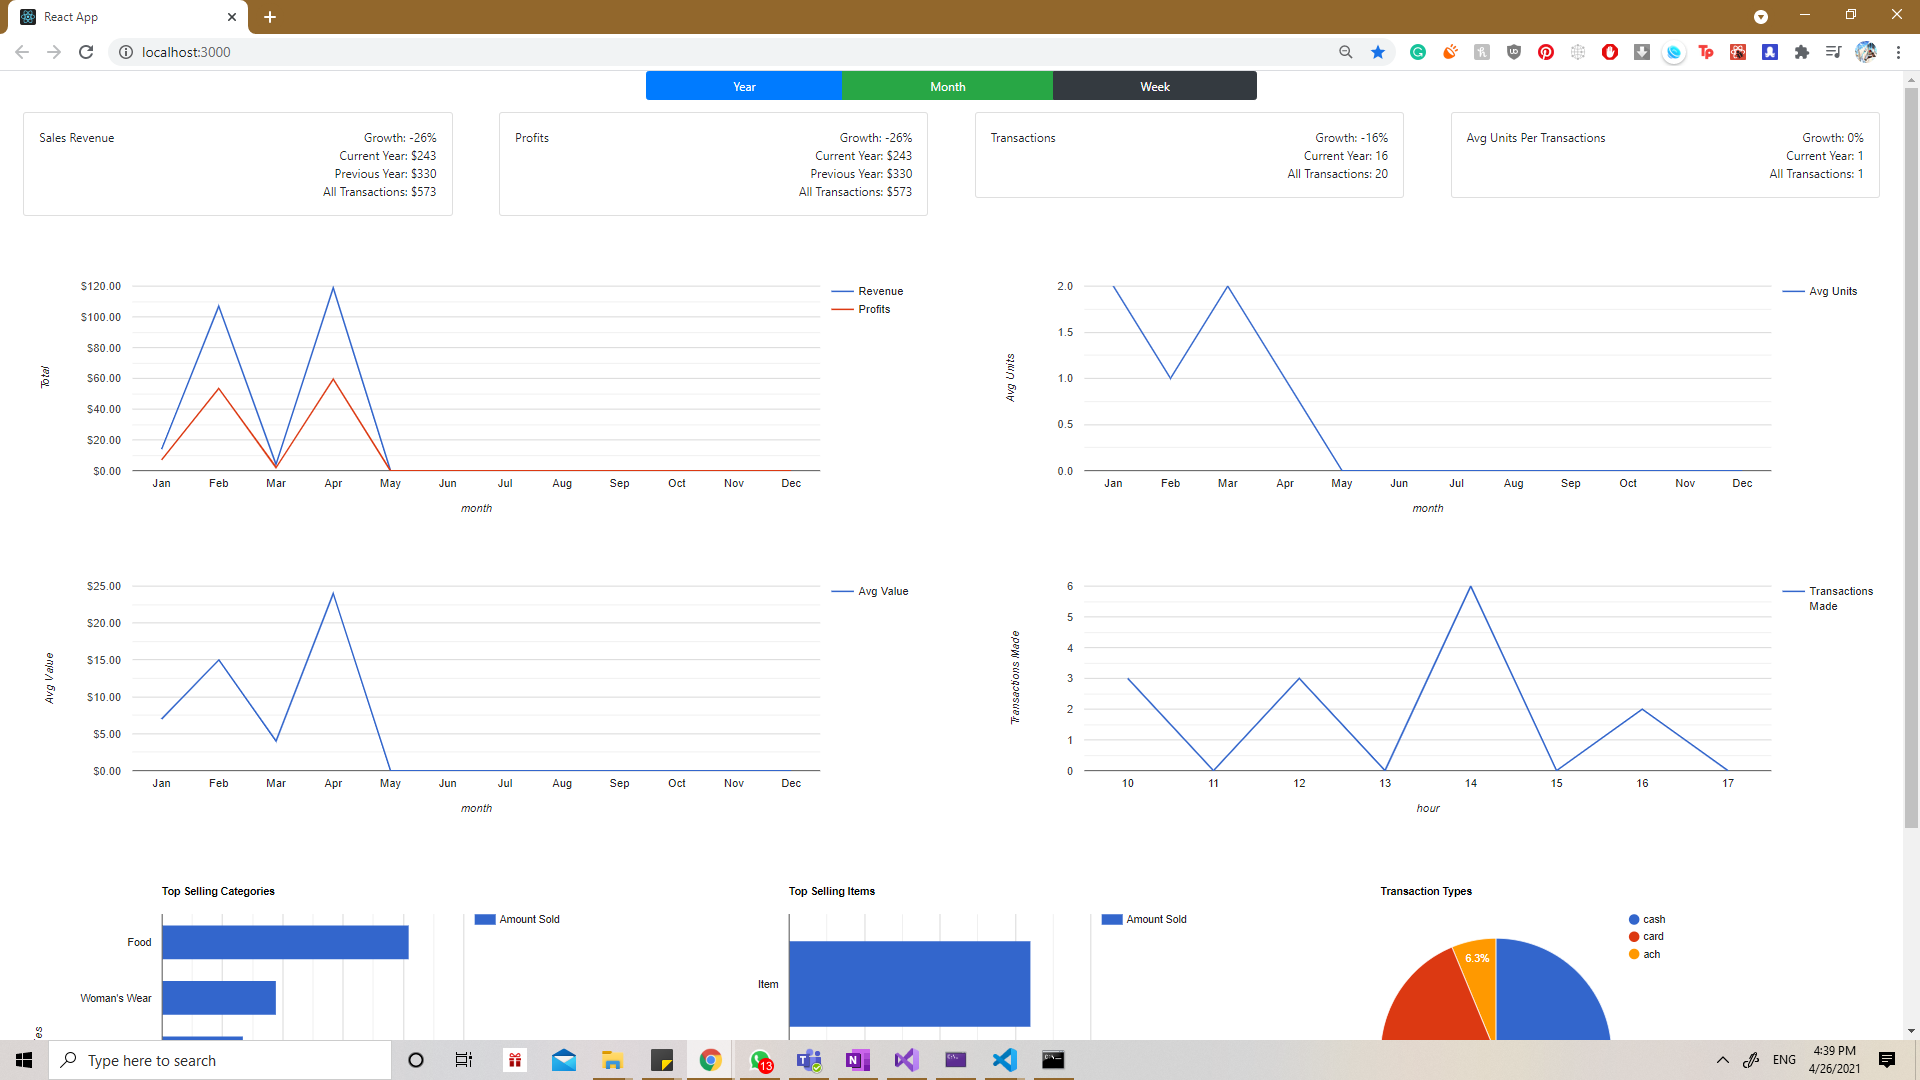 React App
localhost:3000
Year
Month
Week
Sales Revenue
Growth: -26%
Current Year: $243
Previous Year: $330
All Transactions: $573
Profits
Growth: -26%
Current Year: $243
Previous Year: $330
All Transactions: $573
Transactions
Growth: -16%
Current Year: 16
All Transactions: 20
Avg Units Per Transactions
Growth: 0%
Current Year: 1
All Transactions: 1
$120.00
$100.00
$80.00
$60.00
$40.00
$20.00
$0.00
Total
Jan Feb Mar Apr May Jun Jul Aug Sep Oct Nov Dec
month
Revenue
Profits
2.0
1.5
1.0
0.5
0.0
Avg Units
Jan Feb Mar Apr May Jun Jul Aug Sep Oct Nov Dec
month
Avg Units
$25.00
$20.00
$15.00
$10.00
$5.00
$0.00
Avg Value
Jan Feb Mar Apr May Jun Jul Aug Sep Oct Nov Dec
month
Avg Value
6
5
4
3
2
1
0
Transactions Made
10 11 12 13 14 15 16 17
hour
Transactions
Made
Top Selling Categories
Food
Woman's Wear
Amount Sold
Top Selling Items
Item
Amount Sold
Transaction Types
6.3%
cash
card
ach
Type here to search
13
ENG
4:39 PM
4/26/2021